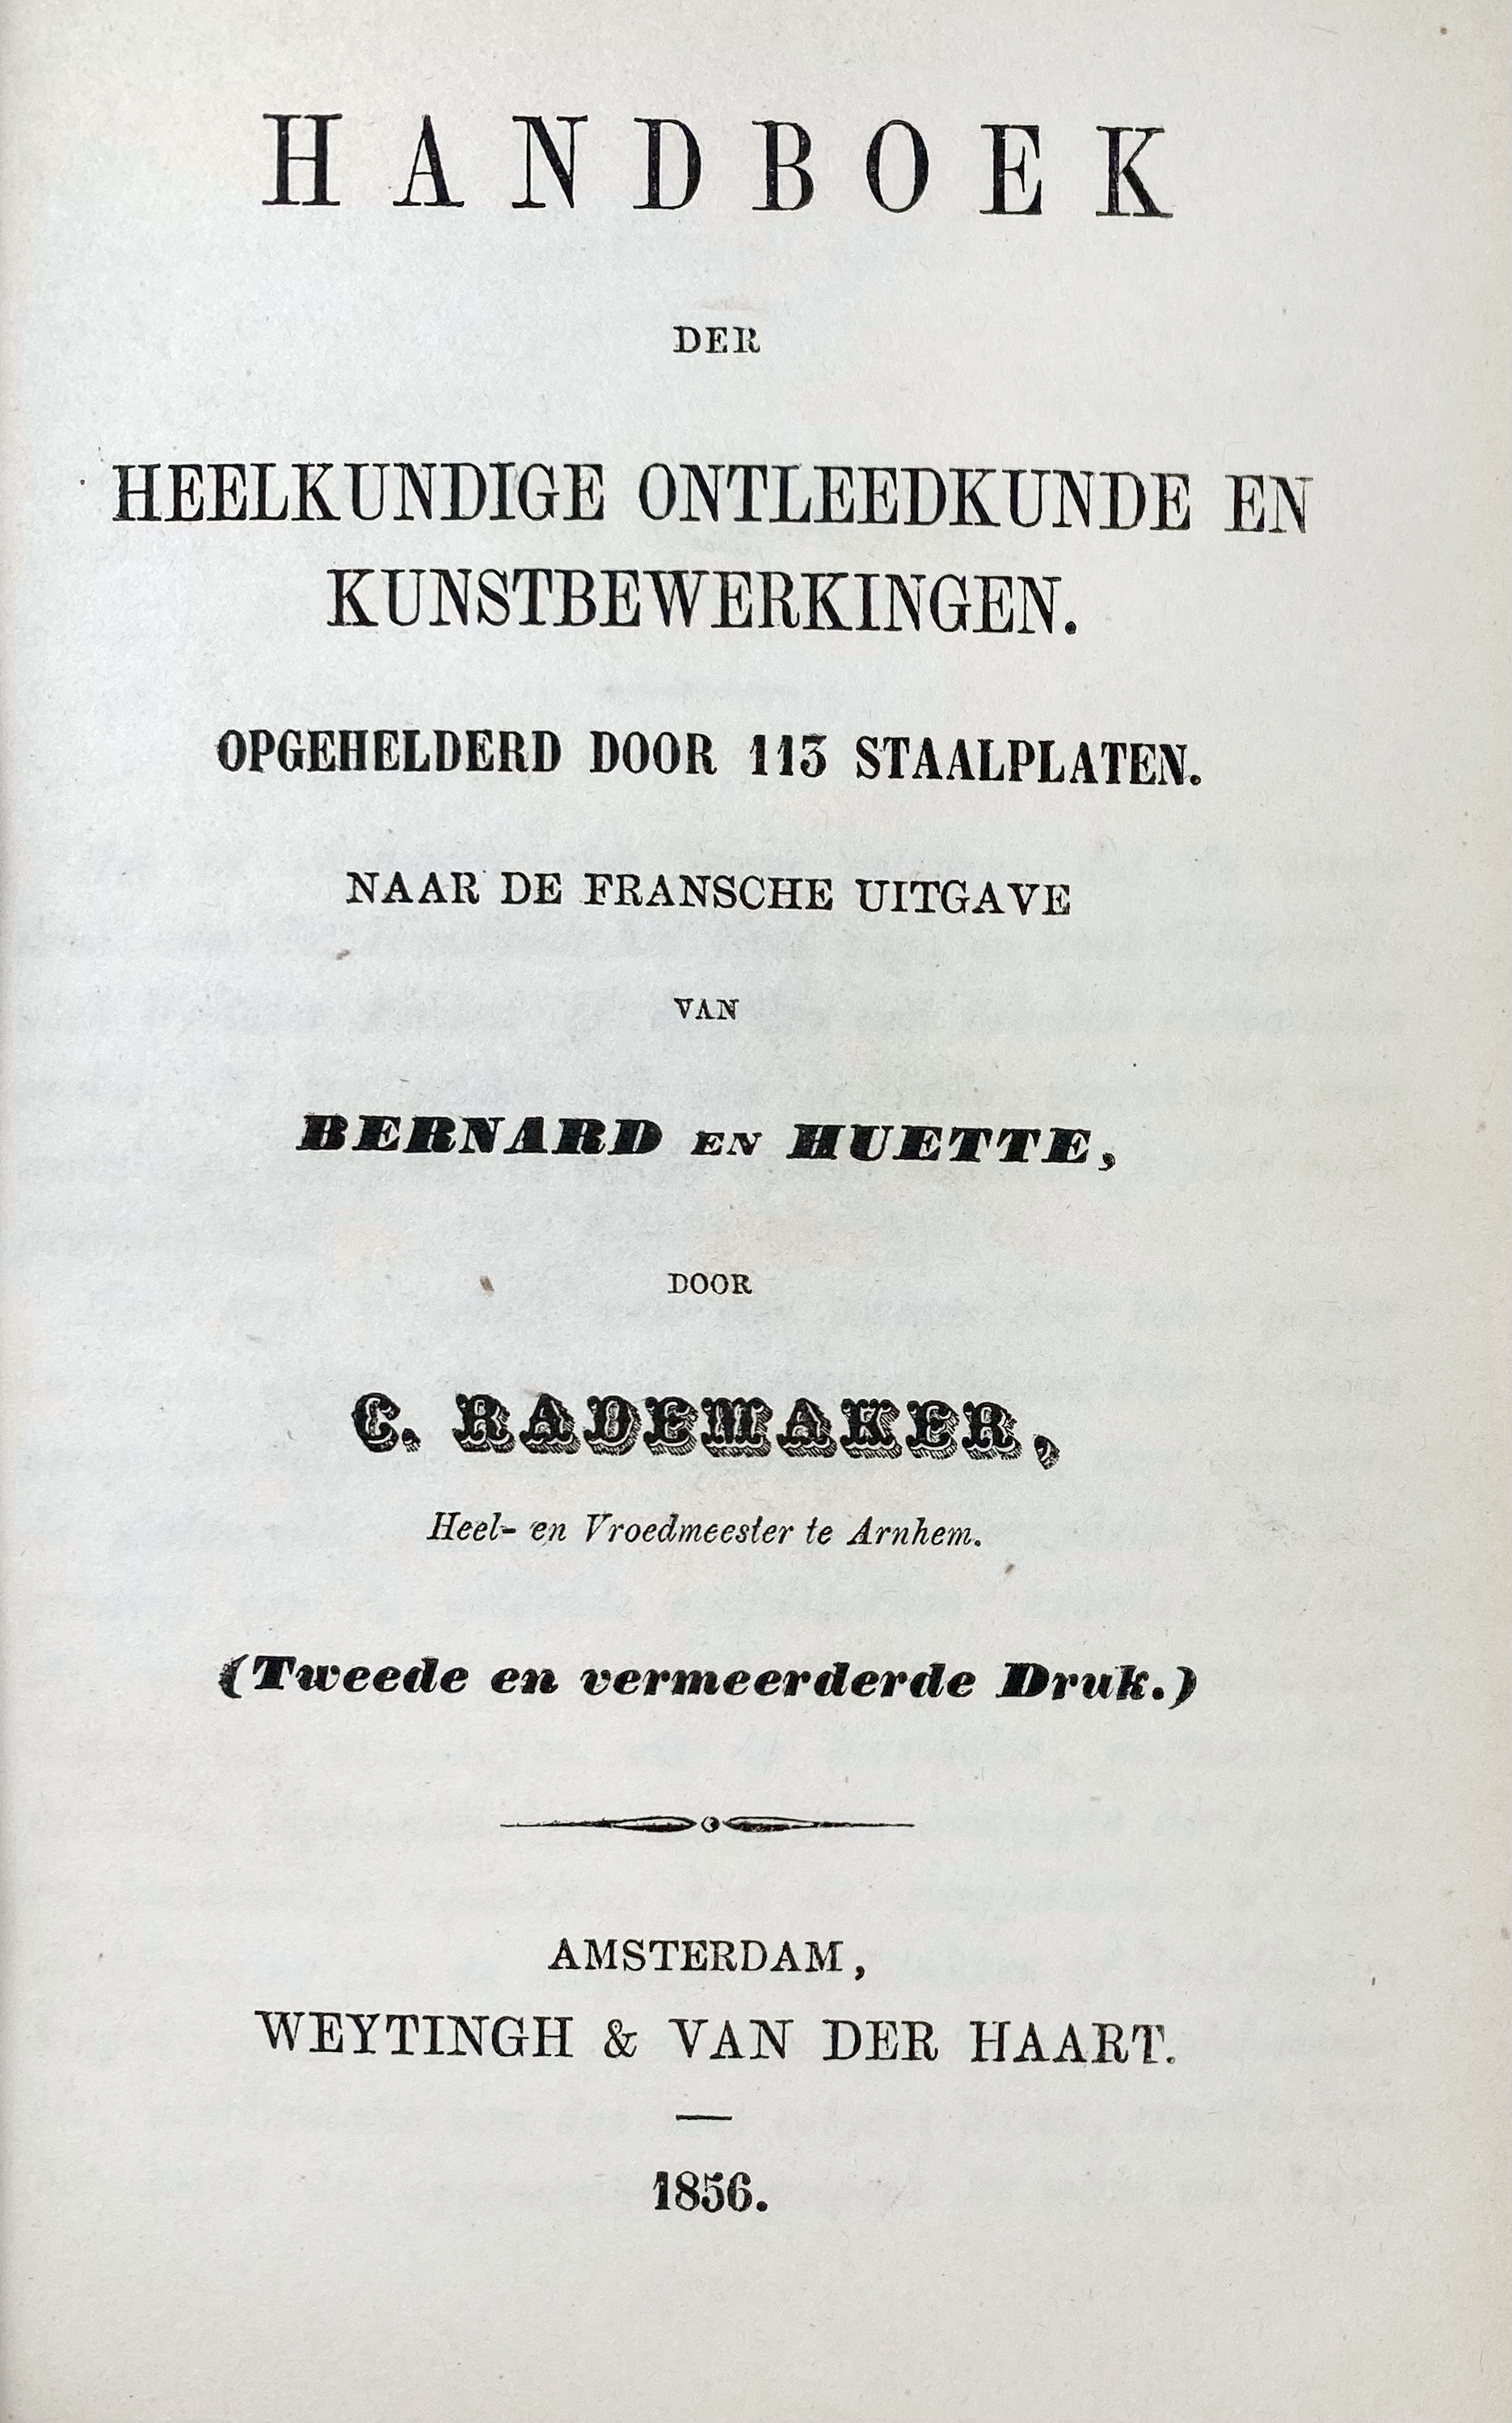 HANDBOEK
DER
HEELKUNDIGE ONTLEEDKUNDE EN
KUNSTBEWERKINGEN.
OPGEHELDERD DOOR 113 STAALPLATEN.
NAAR DE FRANSCHE UITGAVE
VAN
BERNARD EN HUETTE,
DOOR
C. RADEMAKER,
Heel- en Vroedmeester te Arnhem.
(Tweede en vermeerderde Druk.)
AMSTERDAM,
WEYTINGH & VAN DER HAART.
1856.